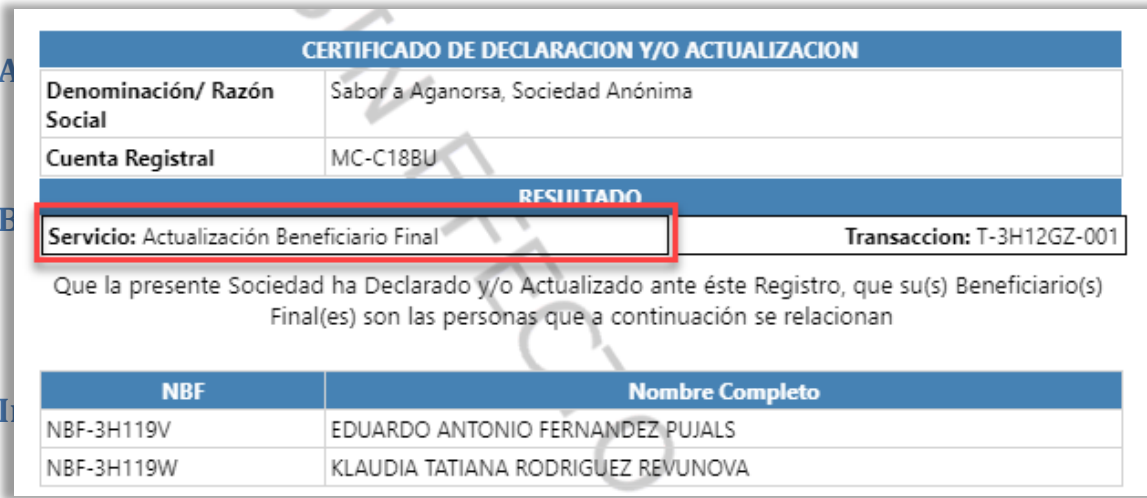 CERTIFICADO DE DECLARACION Y/O ACTUALIZACION
Denominación/ Razón Social Sabor a Aganorsa, Sociedad Anónima
Cuenta Registral MC-C18BU
RESULTADO
Servicio: Actualización Beneficiario Final Transaccion: T-3H12GZ-001
Que la presente Sociedad ha Declarado y/o Actualizado ante éste Registro, que su(s) Beneficiario(s)
Final(es) son las personas que a continuación se relacionan
NBF Nombre Completo
NBF-3H119V EDUARDO ANTONIO FERNANDEZ PUJALS
NBF-3H119W KLAUDIA TATIANA RODRIGUEZ REVUNOVA